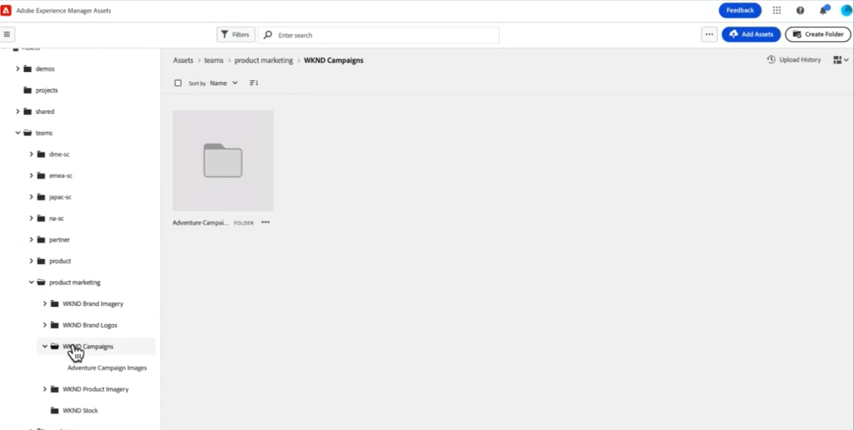 Adobe Experience Manager Assets
Feedback
Filters
Enter search
Add Assets
Create Folder
demos
projects
shared
teams
dme-sc
emea-sc
japac-sc
na-sc
partner
product
product marketing
WKND Brand Imagery
WKND Brand Logos
WKND Campaigns
Adventure Campaign Images
WKND Product Imagery
WKND Stock
Assets > teams > product marketing > WKND Campaigns
Upload History
Sort by Name
Adventure Campai... FOLDER